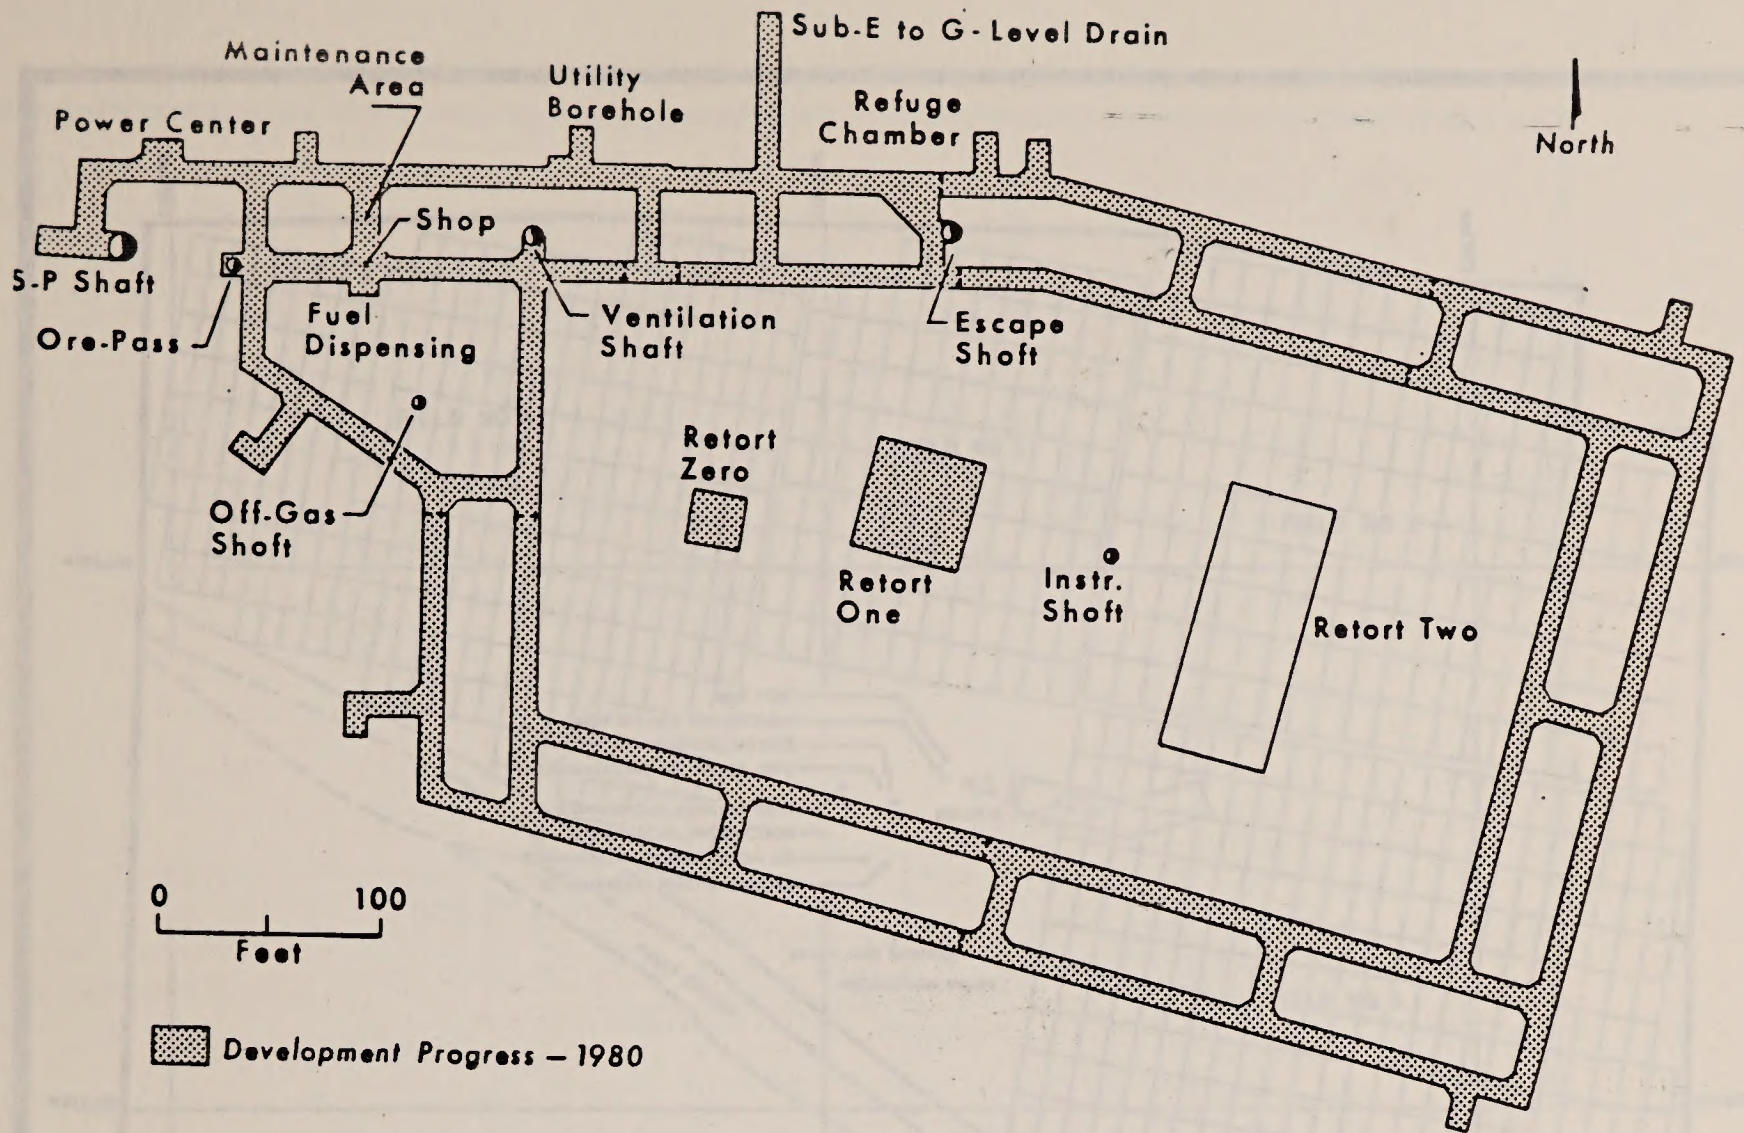 Sub-E to G-Level Drain
Maintenance
Area
Utility
Borehole
Refuge
Chamber
Power Center
North
Shop
S-P Shaft
Ore-Pass
Fuel
Dispensing
Ventilation
Shaft
Escape
Shaft
Retort
Zero
Off-Gas
Shaft
Retort
One
Instr.
Shaft
Retort Two
0 100
Feet
Development Progress – 1980